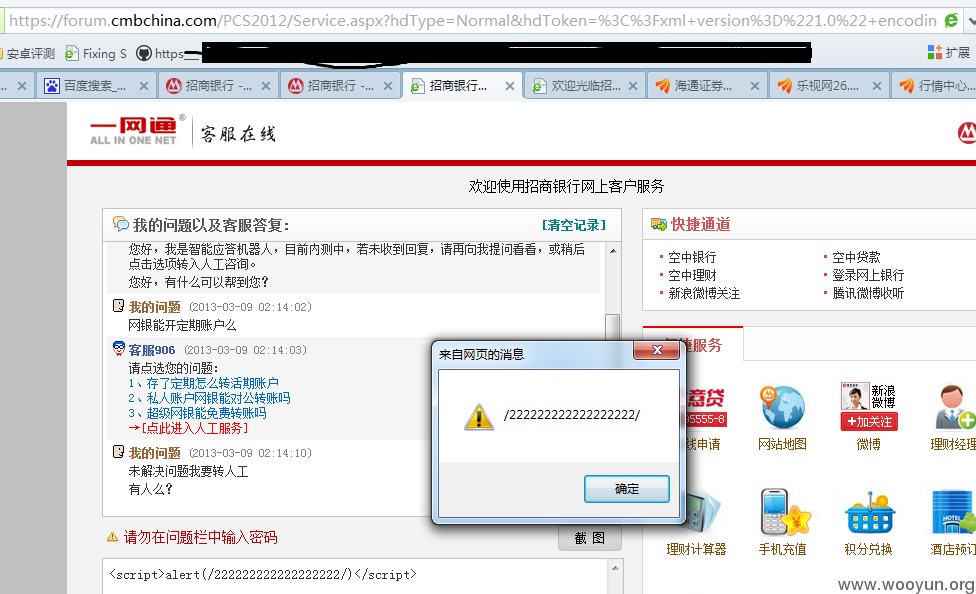 https://forum.cmbchina.com/PCS2012/Service.aspx?hdType=Normal&hdToken=%3C%3Fxml+version%3D%221.0%22+encodin
安卓评测 Fixing S https: 扩展
... 百度搜索_... 招商银行 -... 招商银行 -... 招商银行... 欢迎光临招... 海通证券... 乐视网26... 行情中心...
一网通®
ALL IN ONE NET
客服在线
欢迎使用招商银行网上客户服务
我的问题以及客服答复: [清空记录]
您好，我是智能应答机器人，目前内测中，若未收到回复，请再向我提问看看，或稍后
点击选项转入人工咨询。
您好，有什么可以帮到您?
我的问题 (2013-03-09 02:14:02)
网银能开定期账户么
客服906 (2013-03-09 02:14:03)
请点选您的问题:
1、存了定期怎么转活期账户
2、私人账户网银能对公转账吗
3、超级网银能免费转账吗
→[点此进入人工服务]
我的问题 (2013-03-09 02:14:10)
未解决问题我要转人工
有人么?
请勿在问题栏中输入密码
截 图
<script>alert(/222222222222222222/)</script>
快捷通道
空中银行 空中贷款
空中理财 登录网上银行
新浪微博关注 腾讯微博收听
来自网页的消息
/222222222222222222/
确定
捷服务
意贷
95555-8
线申请
网站地图
新浪
微博
+加关注
微博
理财经理
理财计算器
手机充值
积分兑换
HOTEL
酒店预订
www.wooyun.org